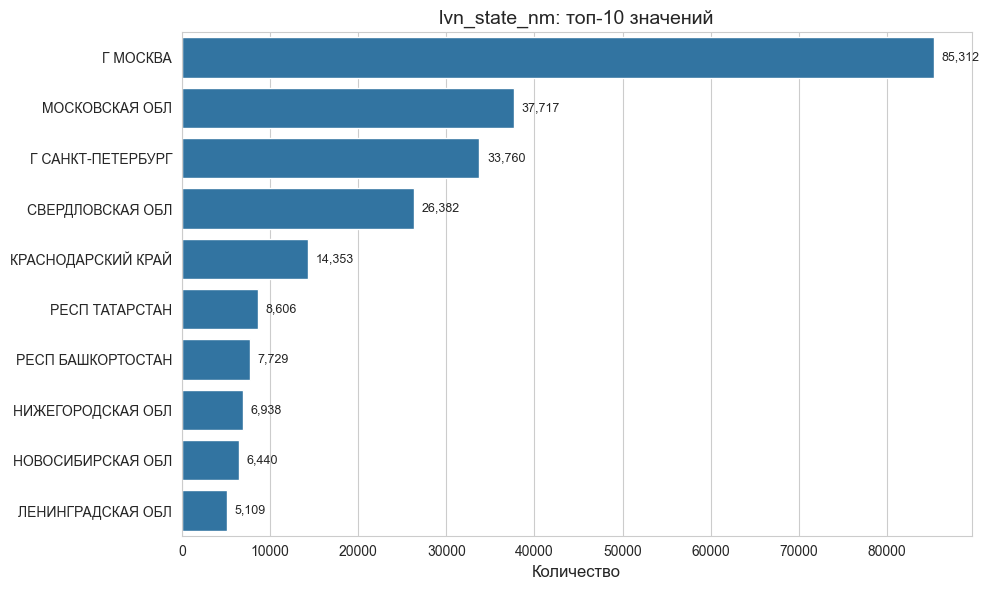 lvn_state_nm: топ-10 значений
Г МОСКВА 85,312
МОСКОВСКАЯ ОБЛ 37,717
Г САНКТ-ПЕТЕРБУРГ 33,760
СВЕРДЛОВСКАЯ ОБЛ 26,382
КРАСНОДАРСКИЙ КРАЙ 14,353
РЕСП ТАТАРСТАН 8,606
РЕСП БАШКОРТОСТАН 7,729
НИЖЕГОРОДСКАЯ ОБЛ 6,938
НОВОСИБИРСКАЯ ОБЛ 6,440
ЛЕНИНГРАДСКАЯ ОБЛ 5,109
0 10000 20000 30000 40000 50000 60000 70000 80000
Количество